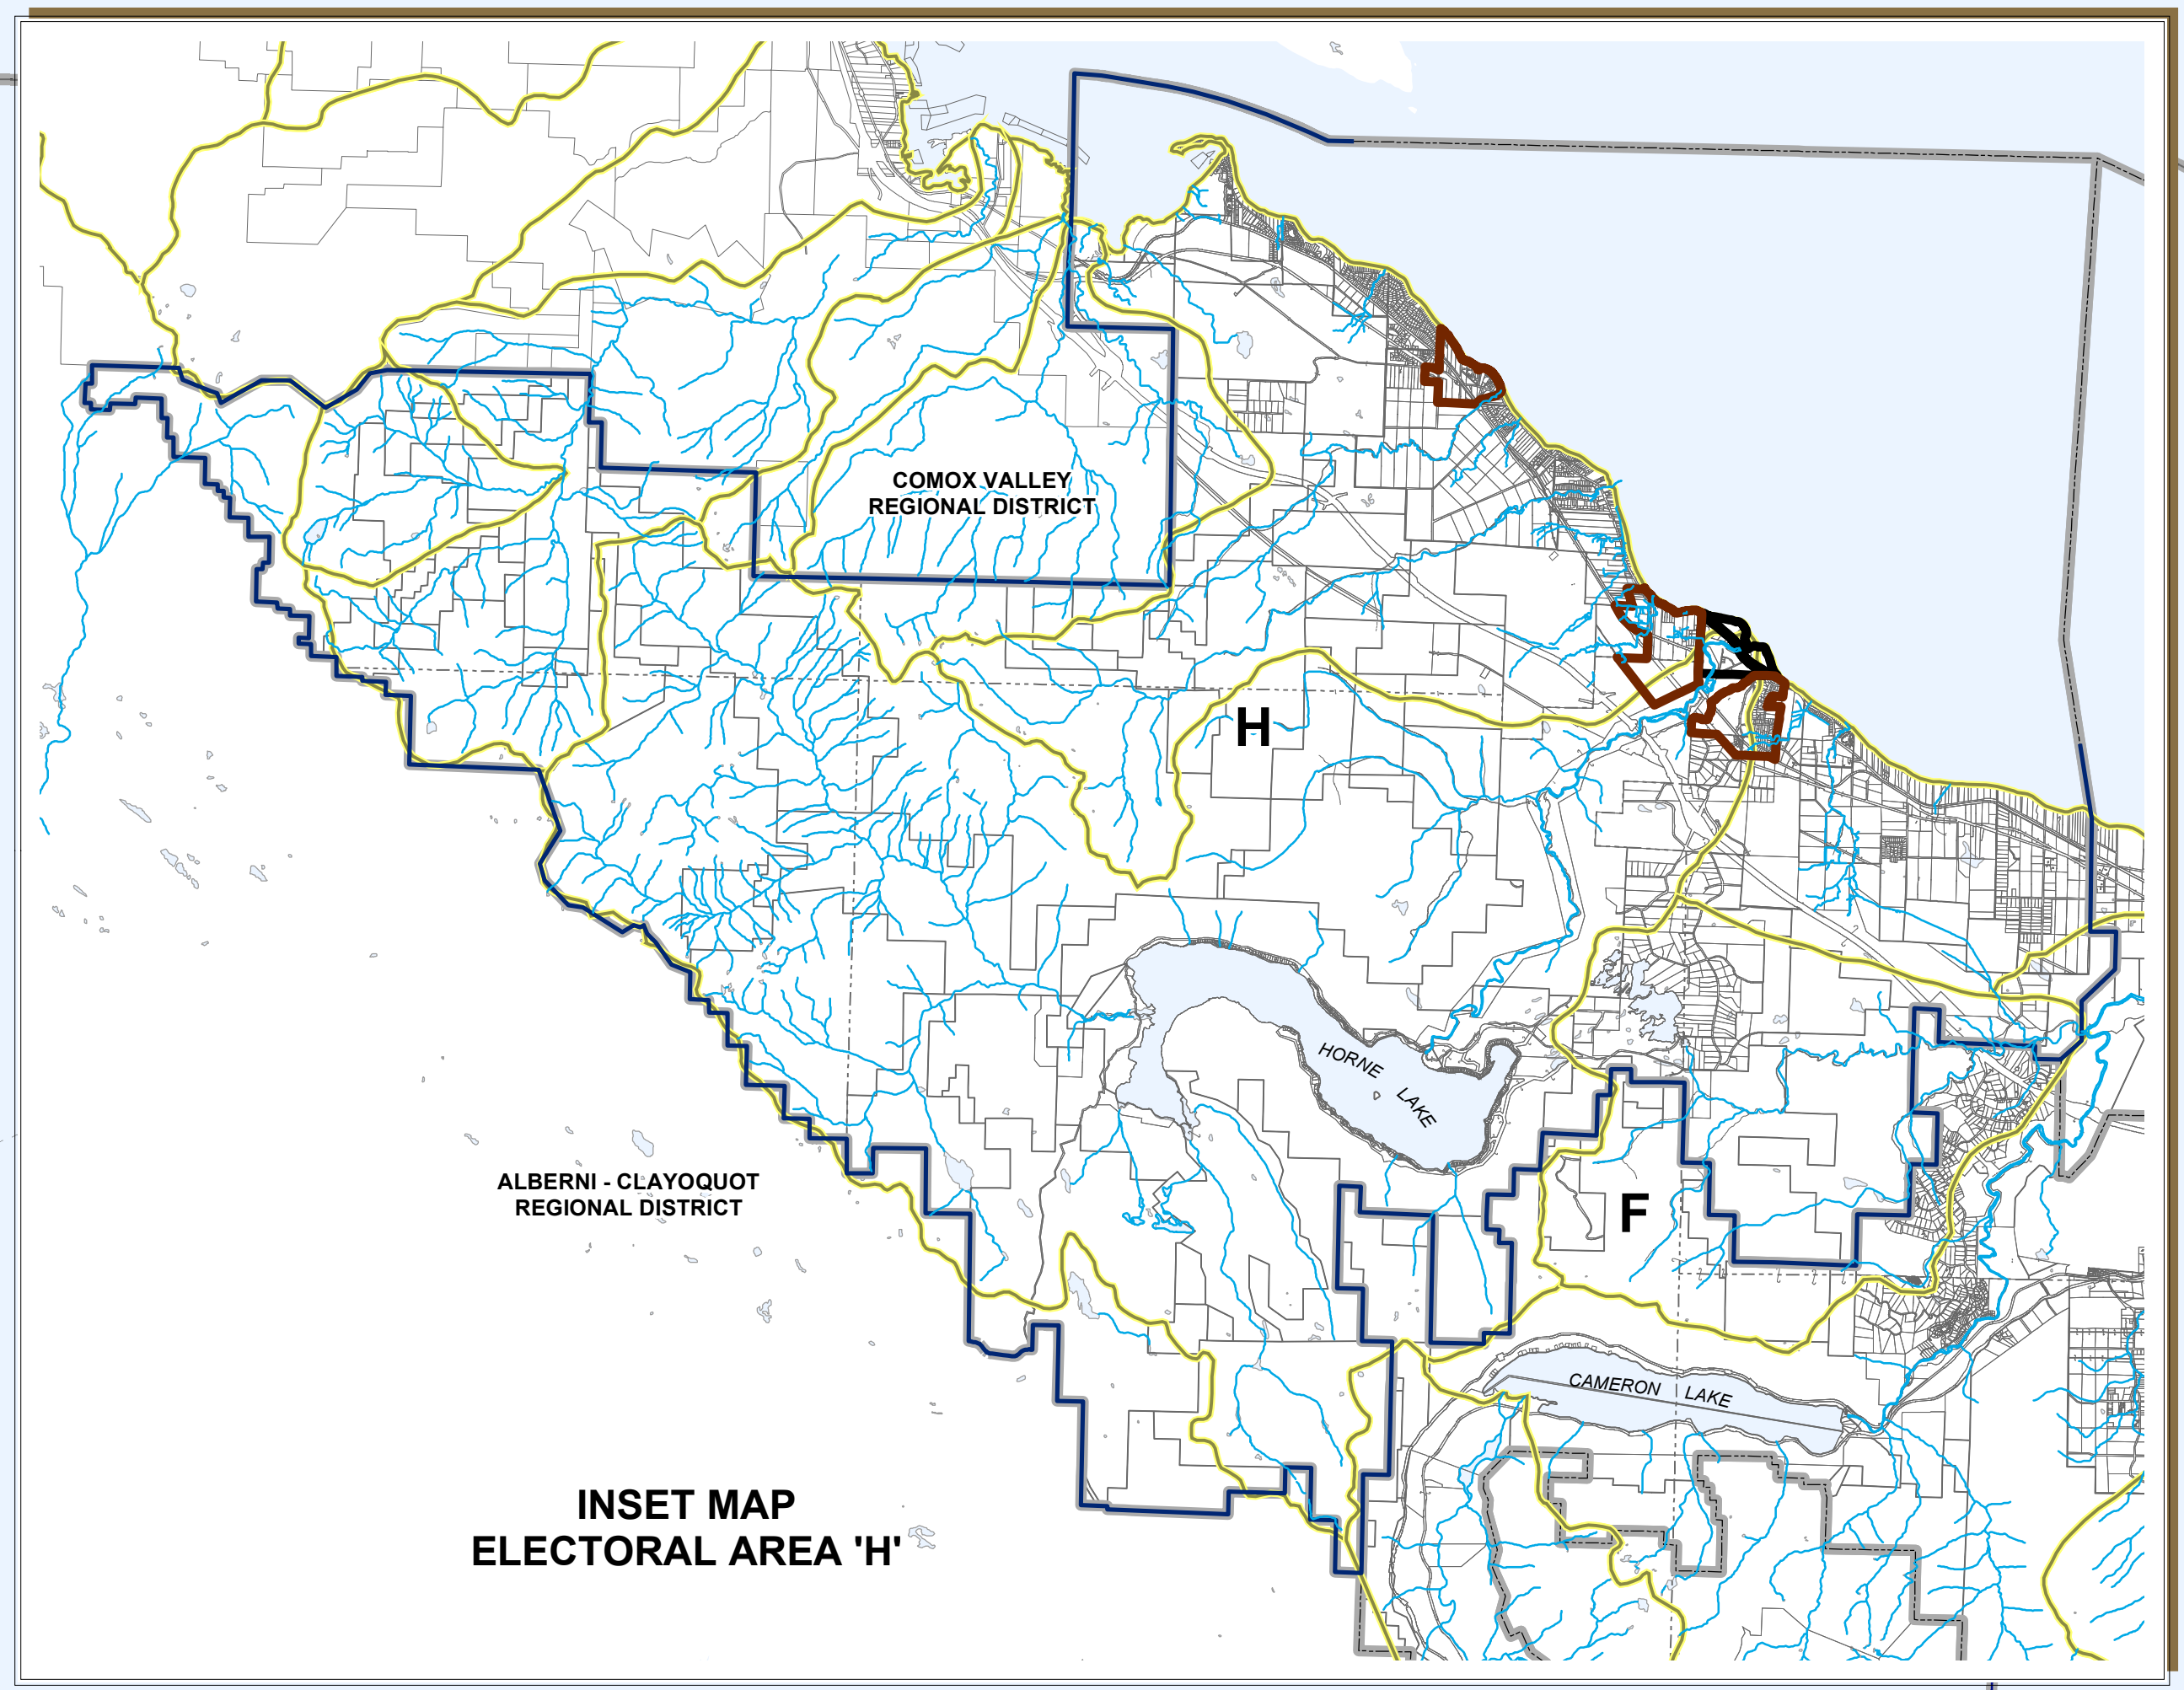 COMOX VALLEY
REGIONAL DISTRICT
H
HORNE LAKE
ALBERNI - CLAYOQUOT
REGIONAL DISTRICT
F
CAMERON LAKE
INSET MAP
ELECTORAL AREA 'H'